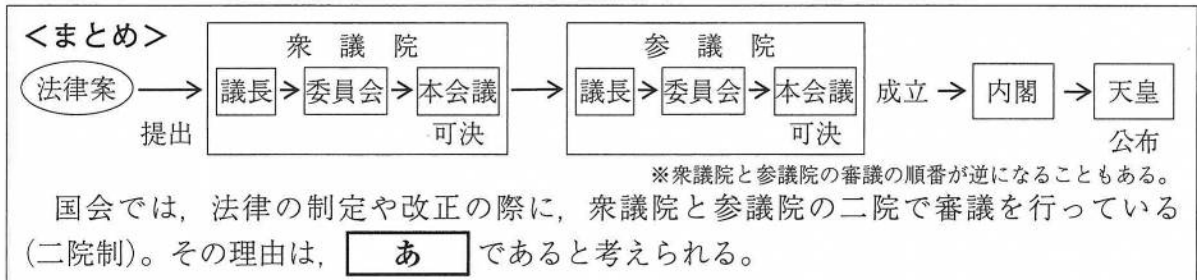 <まとめ>
衆議院
参議院
法律案
提出
議長
委員会
本会議
可決
議長
委員会
本会議
可決
成立
内閣
天皇
公布
※衆議院と参議院の審議の順番が逆になることもある。
国会では，法律の制定や改正の際に，衆議院と参議院の二院で審議を行っている
(二院制)。その理由は， あ であると考えられる。